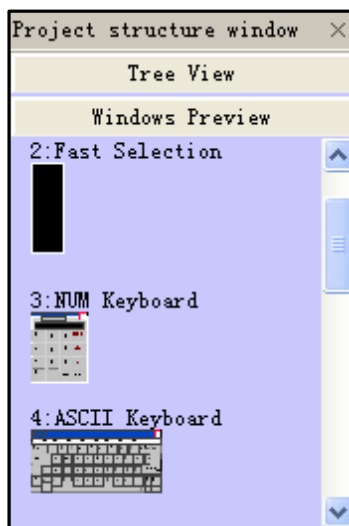 Project structure window
Tree View
Windows Preview
2:Fast Selection
3:NUM Keyboard
4:ASCII Keyboard